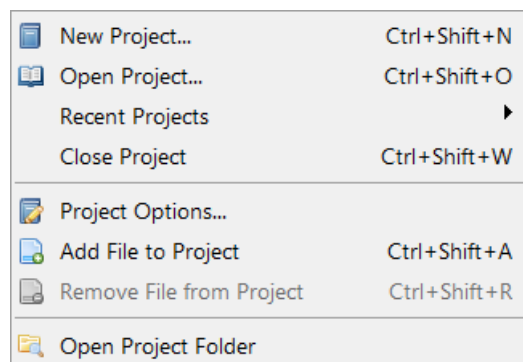 New Project... Ctrl+Shift+N
Open Project... Ctrl+Shift+O
Recent Projects
Close Project Ctrl+Shift+W
Project Options...
Add File to Project Ctrl+Shift+A
Remove File from Project Ctrl+Shift+R
Open Project Folder